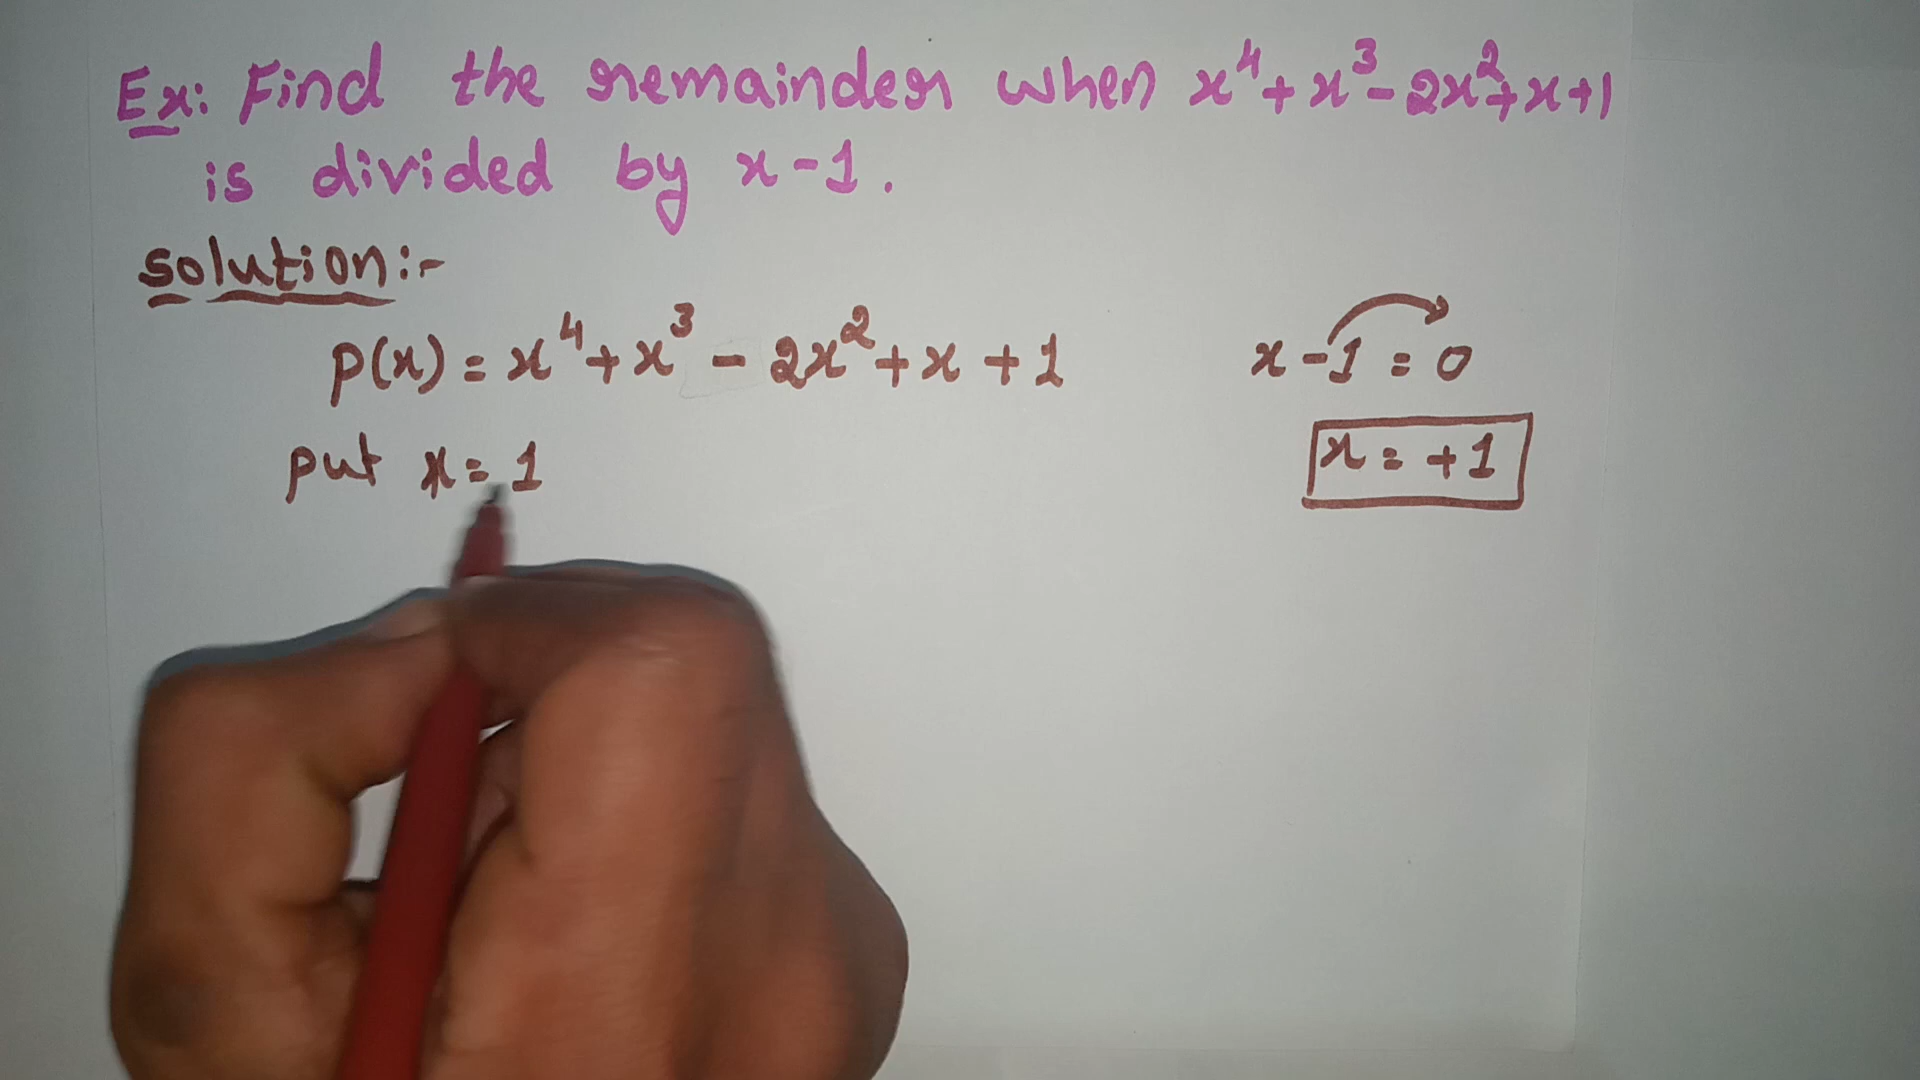 Ex: Find the remainder when x⁴+x³-2x²+x+1
is divided by x-1.
solution:-
p(x)=x⁴+x³-2x²+x+1
x-1=0
put x=1
x=+1